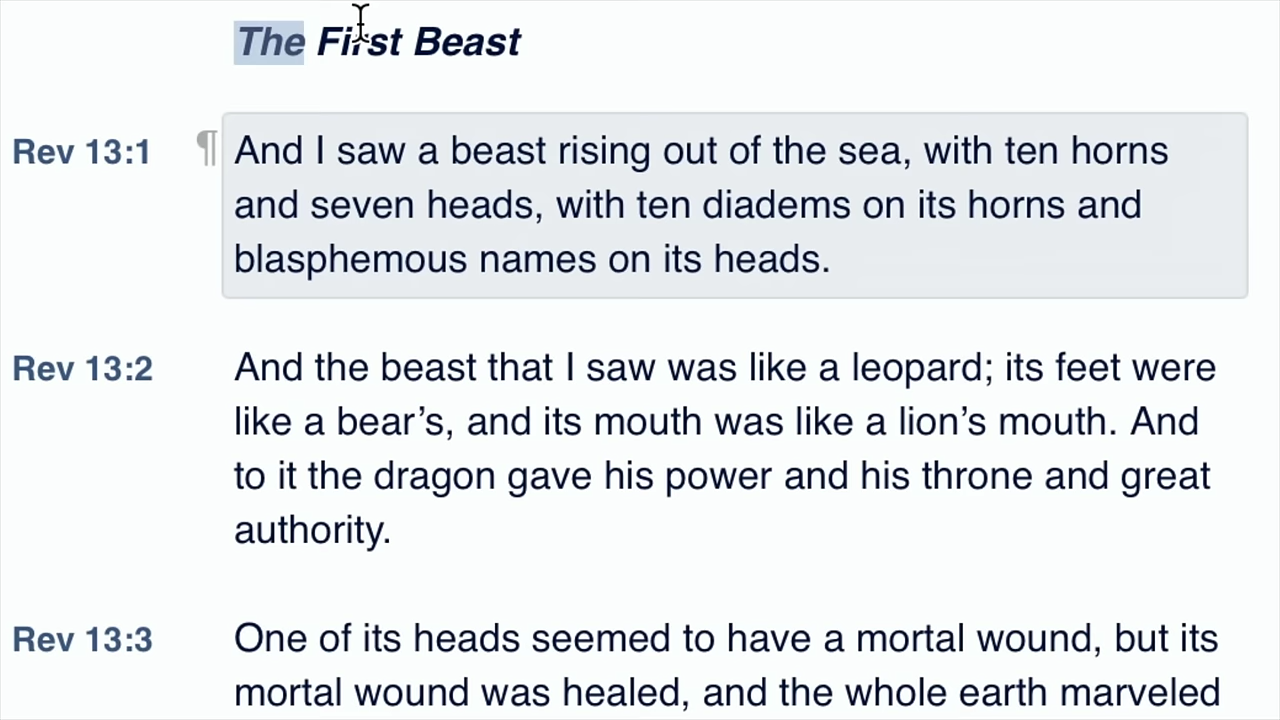 The First Beast
Rev 13:1 ¶ And I saw a beast rising out of the sea, with ten horns
and seven heads, with ten diadems on its horns and
blasphemous names on its heads.
Rev 13:2 And the beast that I saw was like a leopard; its feet were
like a bear’s, and its mouth was like a lion’s mouth. And
to it the dragon gave his power and his throne and great
authority.
Rev 13:3 One of its heads seemed to have a mortal wound, but its
mortal wound was healed, and the whole earth marveled